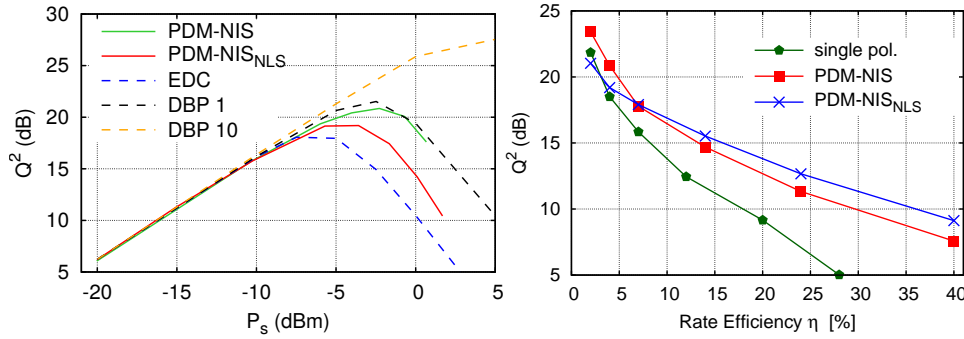 30
25
20
15
10
5
Q² (dB)
-20
-15
-10
-5
0
5
P_s (dBm)
PDM-NIS
PDM-NIS_NLS
EDC
DBP 1
DBP 10
25
20
15
10
5
Q² (dB)
0
5
10
15
20
25
30
35
40
Rate Efficiency η [%]
single pol.
PDM-NIS
PDM-NIS_NLS